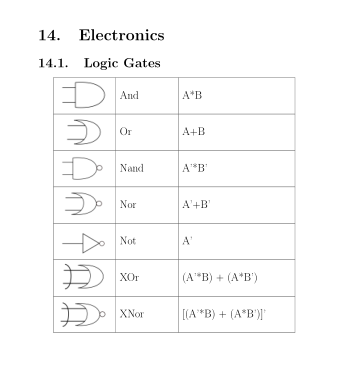 14. Electronics
14.1. Logic Gates
And A*B
Or A+B
Nand A'*B'
Nor A'+B'
Not A'
XOr (A'*B) + (A*B')
XNor [(A'*B) + (A*B')]'